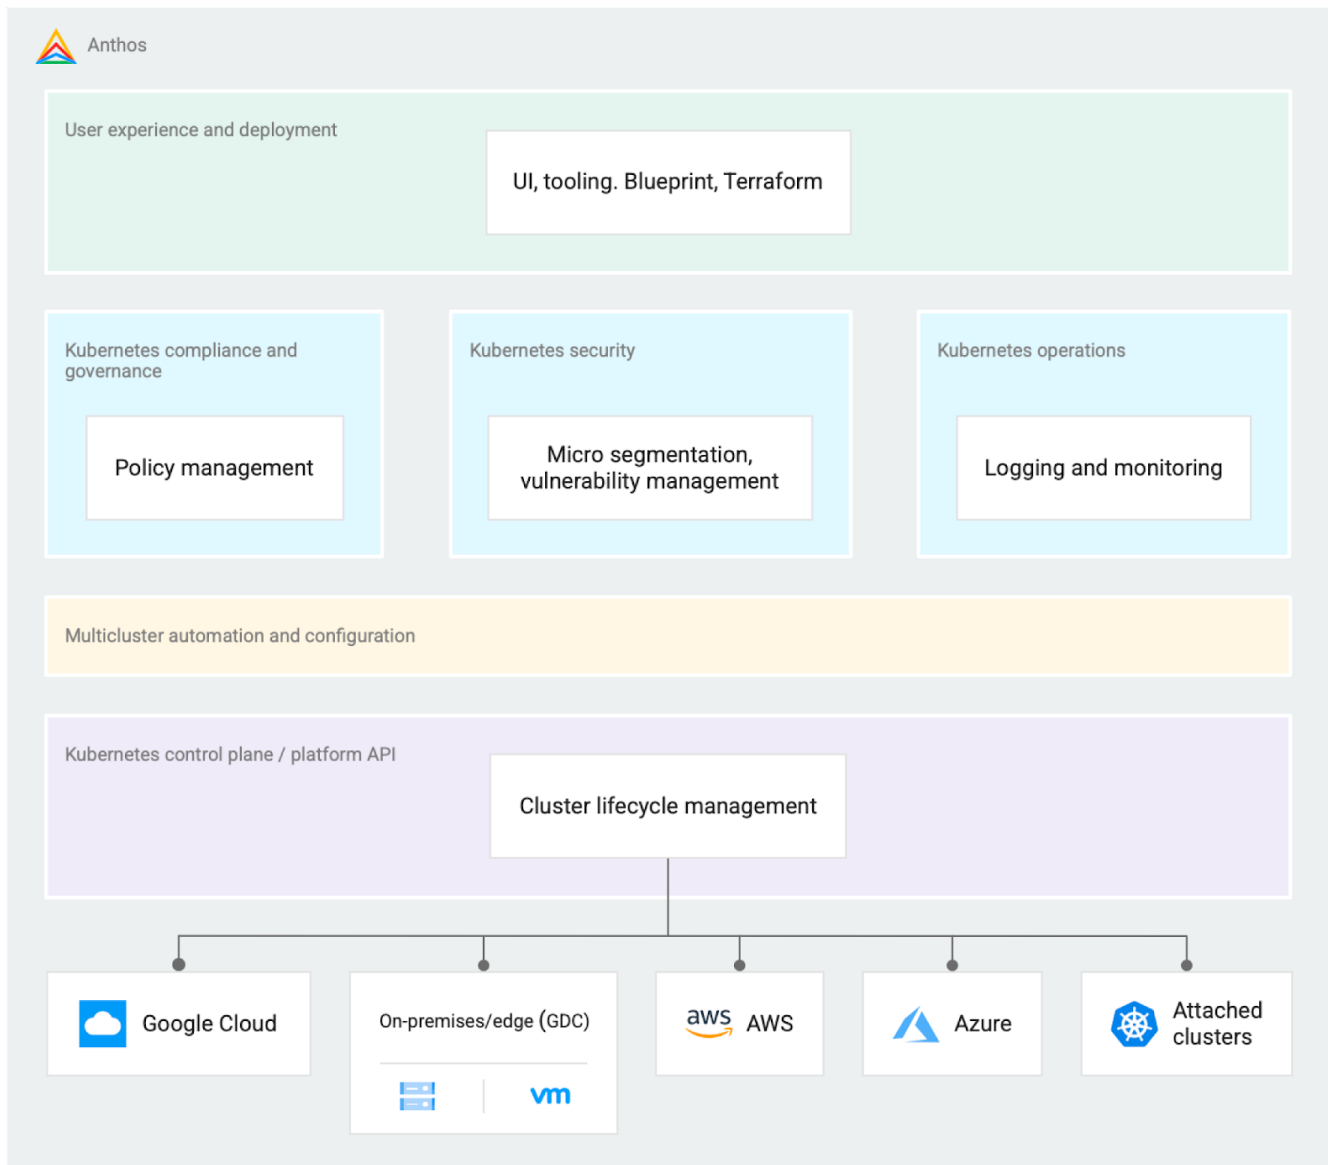 Anthos
User experience and deployment
UI, tooling. Blueprint, Terraform
Kubernetes compliance and
governance
Policy management
Kubernetes security
Micro segmentation,
vulnerability management
Kubernetes operations
Logging and monitoring
Multicluster automation and configuration
Kubernetes control plane / platform API
Cluster lifecycle management
Google Cloud
On-premises/edge (GDC)
vm
aws AWS
Azure
Attached
clusters